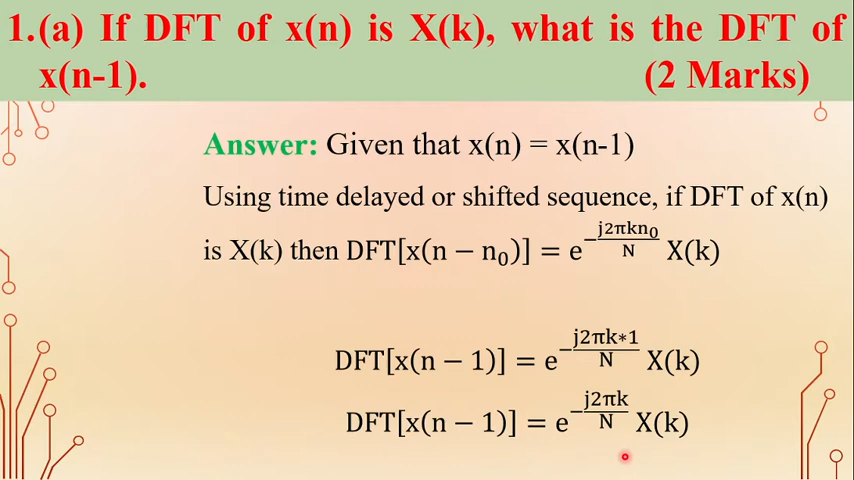 1.(a) If DFT of x(n) is X(k), what is the DFT of
x(n-1). (2 Marks)
Answer: Given that x(n) = x(n-1)
Using time delayed or shifted sequence, if DFT of x(n)
is X(k) then DFT[x(n − n₀)] = e^(−j2πkn₀/N) X(k)
DFT[x(n − 1)] = e^(−j2πk∗1/N) X(k)
DFT[x(n − 1)] = e^(−j2πk/N) X(k)